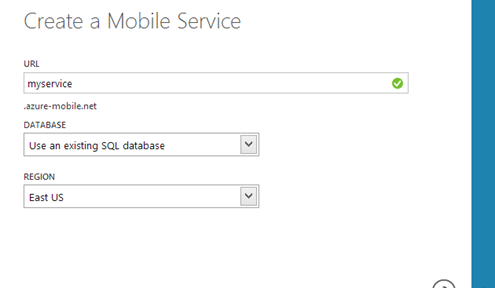 Create a Mobile Service
URL
myservice
.azure-mobile.net
DATABASE
Use an existing SQL database
REGION
East US